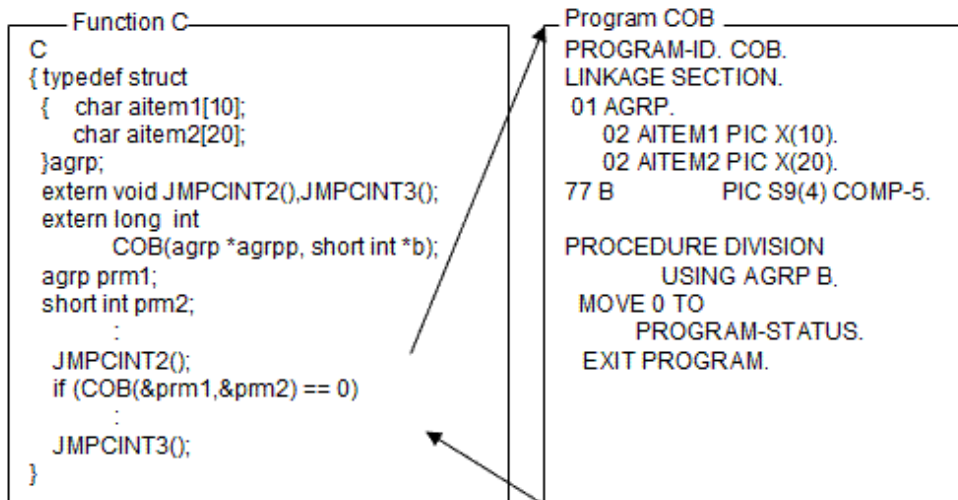 Function C
C
{ typedef struct
{ char aitem1[10];
char aitem2[20];
}agrp;
extern void JMPCINT2(),JMPCINT3();
extern long int
COB(agrp *agrpp, short int *b);
agrp prm1;
short int prm2;
:
JMPCINT2();
if (COB(&prm1,&prm2) == 0)
:
JMPCINT3();
}
Program COB
PROGRAM-ID. COB.
LINKAGE SECTION.
01 AGRP.
02 AITEM1 PIC X(10).
02 AITEM2 PIC X(20).
77 B PIC S9(4) COMP-5.
PROCEDURE DIVISION
USING AGRP B.
MOVE 0 TO
PROGRAM-STATUS.
EXIT PROGRAM.